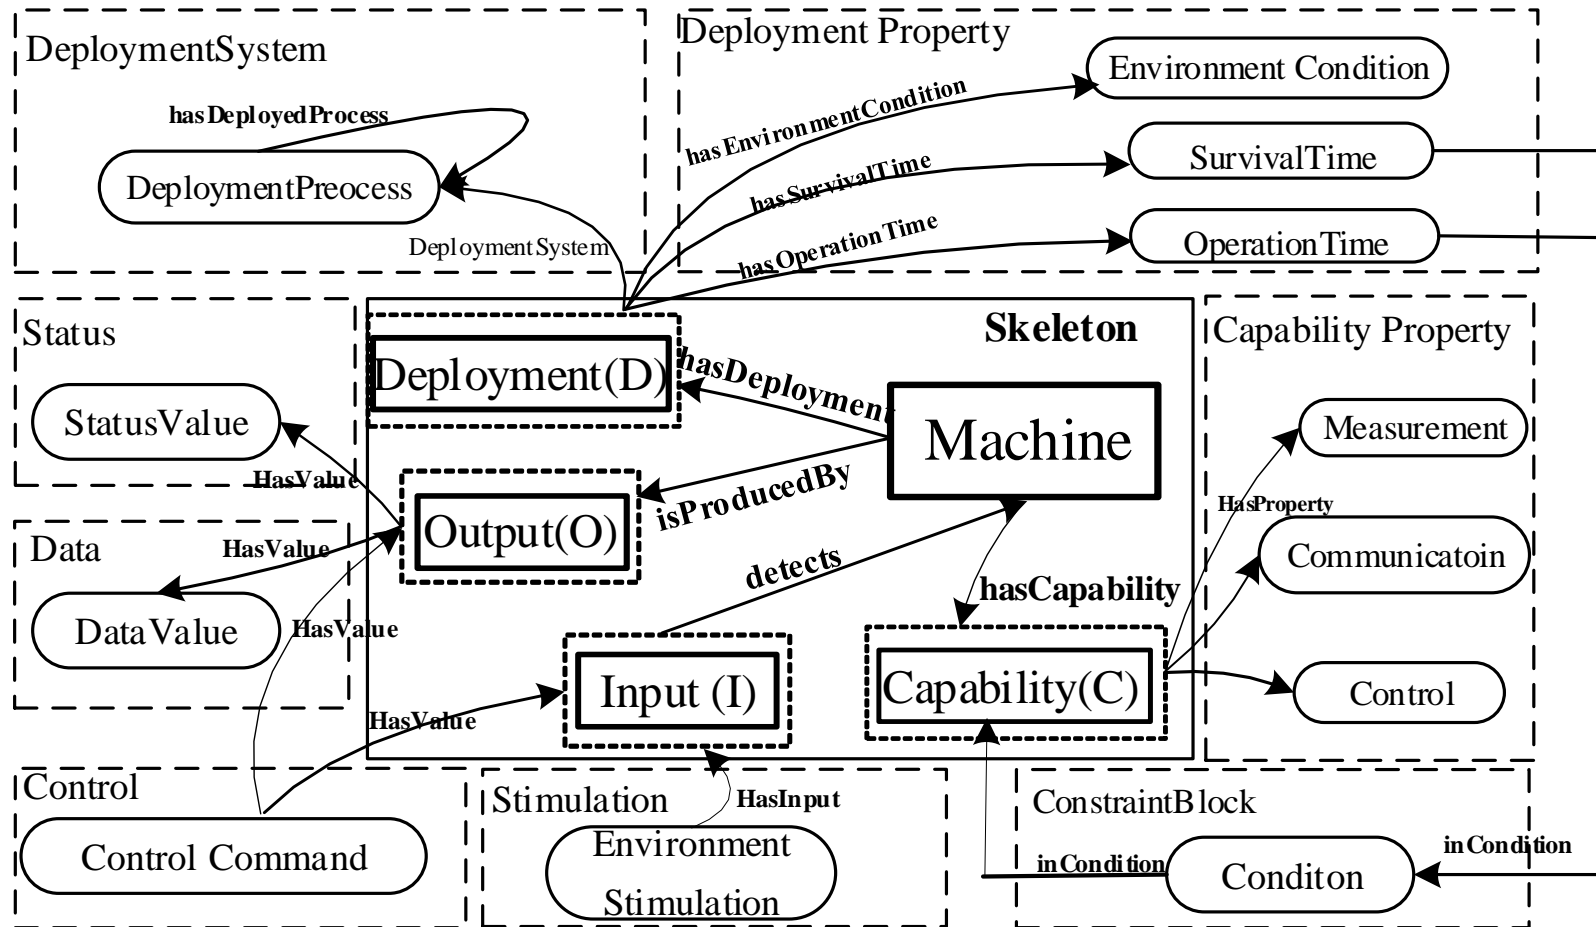 DeploymentSystem
hasDeployedProcess
DeploymentPreocess
DeploymentSystem
Deployment Property
Environment Condition
hasEnvironmentCondition
SurvivalTime
hasSurvivalTime
OperationTime
hasOperationTime
Status
StatusValue
HasValue
Data
HasValue
DataValue
HasValue
Skeleton
Deployment(D)
hasDeployment
Machine
isProducedBy
Output(O)
detects
hasCapability
Input (I)
Capability(C)
HasValue
Capability Property
Measurement
HasProperty
Communicatoin
Control
Control
Control Command
Stimulation
HasInput
Environment
Stimulation
ConstraintBlock
inCondition
Conditon
inCondition